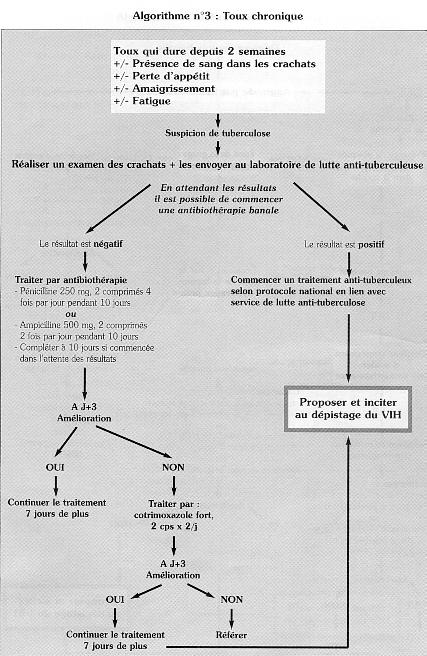 Algorithme n°3 : Toux chronique
Toux qui dure depuis 2 semaines
+/- Présence de sang dans les crachats
+/- Perte d'appétit
+/- Amaigrissement
+/- Fatigue
Suspicion de tuberculose
Réaliser un examen des crachats + les envoyer au laboratoire de lutte anti-tuberculeuse
En attendant les résultats
il est possible de commencer
une antibiothérapie banale
Le résultat est négatif
Traiter par antibiothérapie
- Pénicilline 250 mg, 2 comprimés 4
fois par jour pendant 10 jours
ou
- Ampicilline 500 mg, 2 comprimés
2 fois par jour pendant 10 jours
- Compléter à 10 jours si commencée
dans l'attente des résultats
Le résultat est positif
Commencer un traitement anti-tuberculeux
selon protocole national en lien avec
service de lutte anti-tuberculose
Proposer et inciter
au dépistage du VIH
A J+3
Amélioration
OUI
NON
Continuer le traitement
7 jours de plus
Traiter par :
cotrimoxazole fort,
2 cps x 2/j
A J+3
Amélioration
OUI
NON
Continuer le traitement
7 jours de plus
Référer